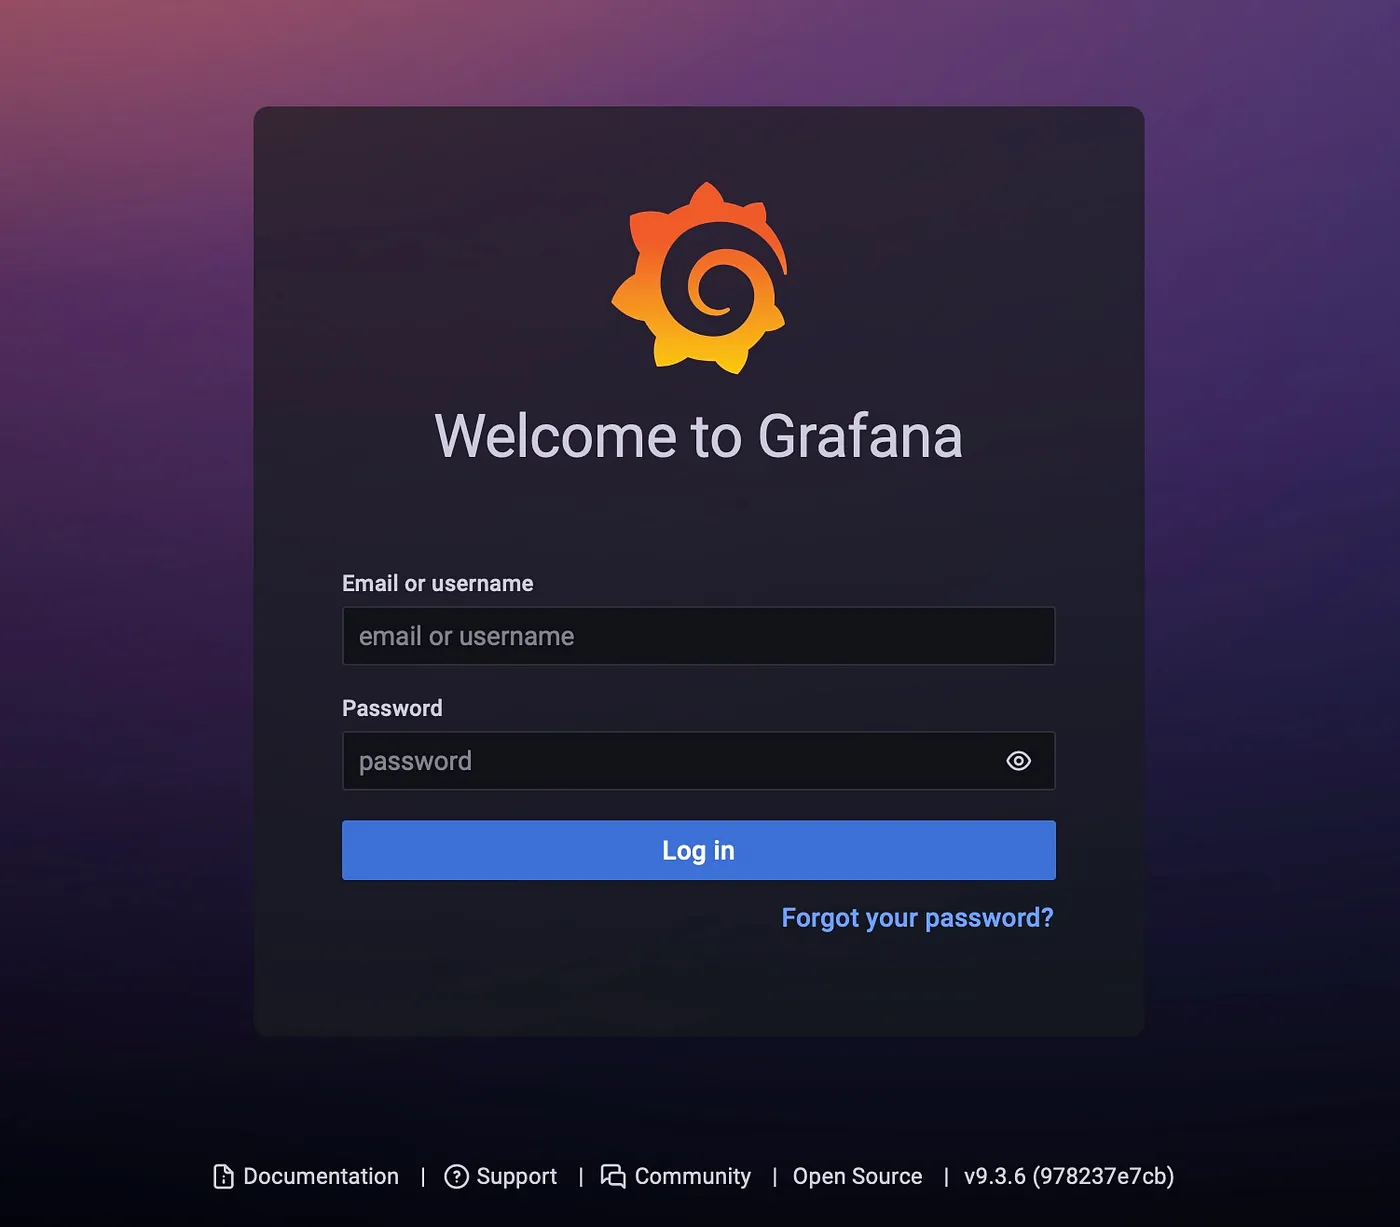 Welcome to Grafana
Email or username
email or username
Password
password
Log in
Forgot your password?
Documentation | Support | Community | Open Source | v9.3.6 (978237e7cb)